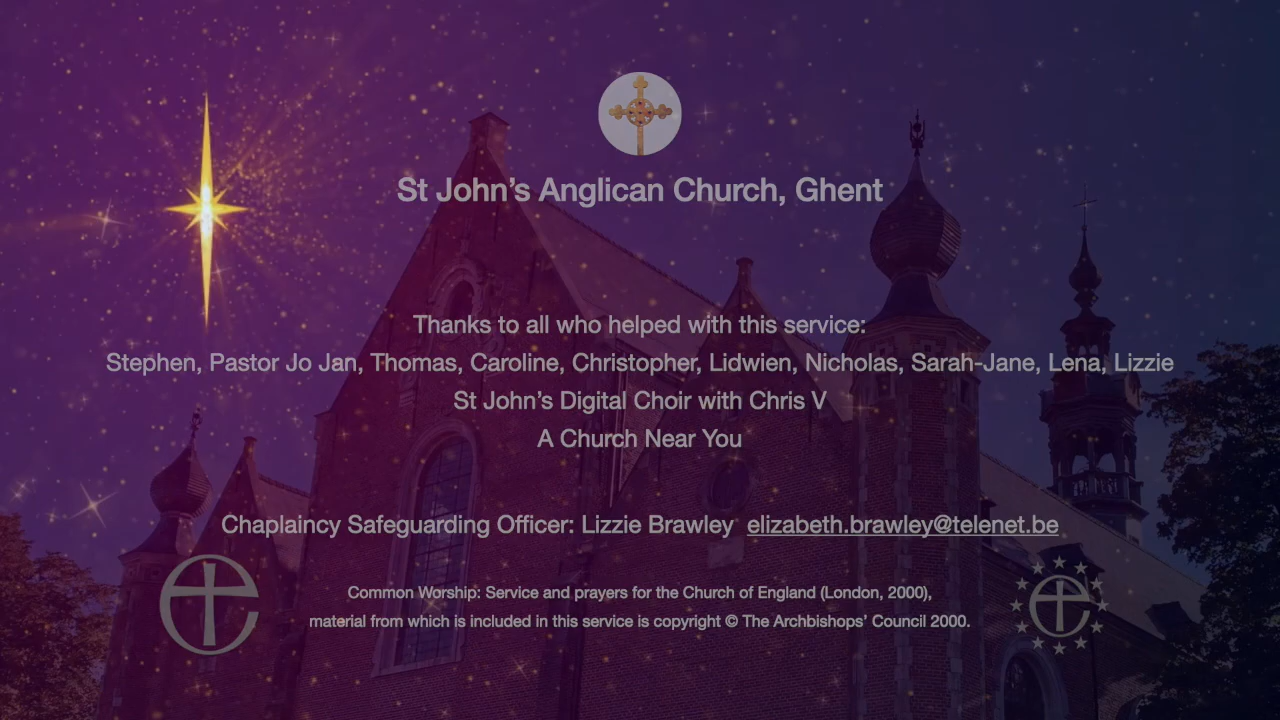 St John’s Anglican Church, Ghent
Thanks to all who helped with this service:
Stephen, Pastor Jo Jan, Thomas, Caroline, Christopher, Lidwien, Nicholas, Sarah-Jane, Lena, Lizzie
St John’s Digital Choir with Chris V
A Church Near You
Chaplaincy Safeguarding Officer: Lizzie Brawley elizabeth.brawley@telenet.be
Common Worship: Service and prayers for the Church of England (London, 2000),
material from which is included in this service is copyright © The Archbishops’ Council 2000.